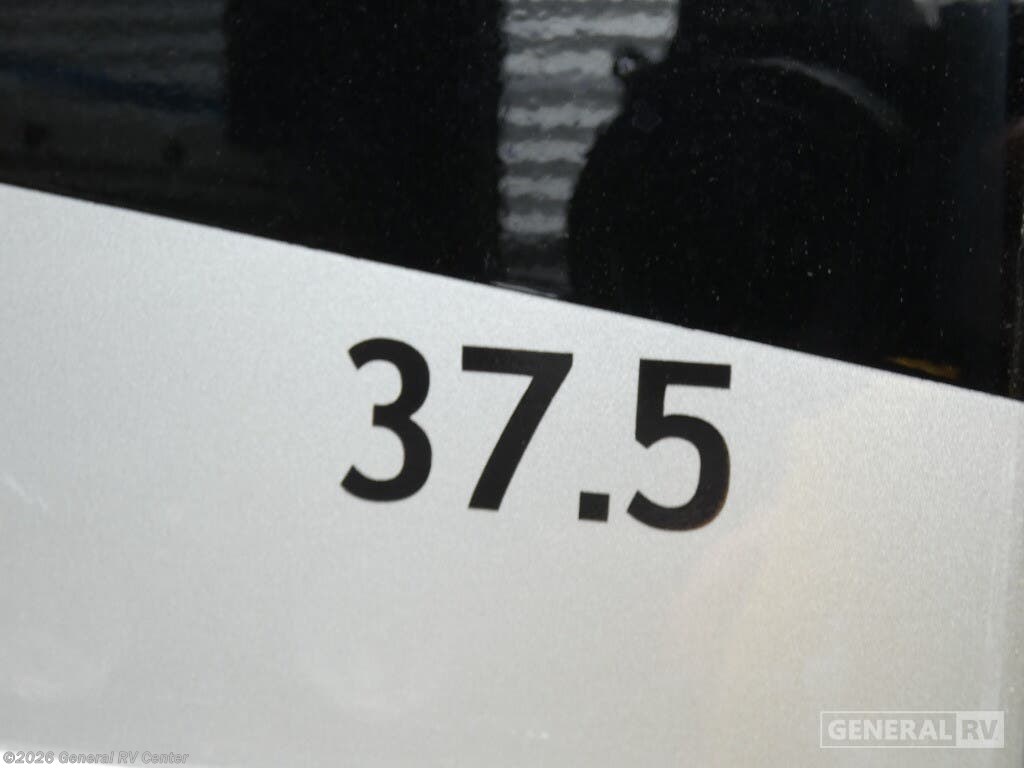 37.5
GENERAL RV
©2026 General RV Center